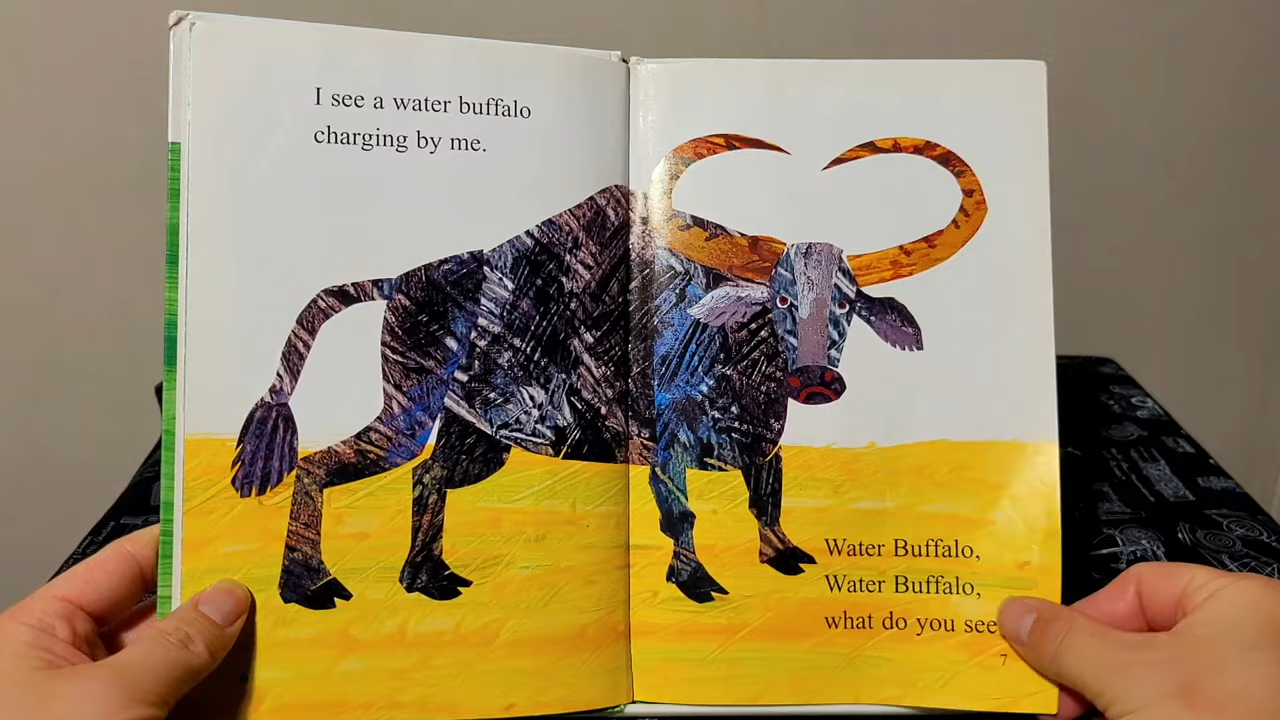 I see a water buffalo
charging by me.
Water Buffalo,
Water Buffalo,
what do you see
7